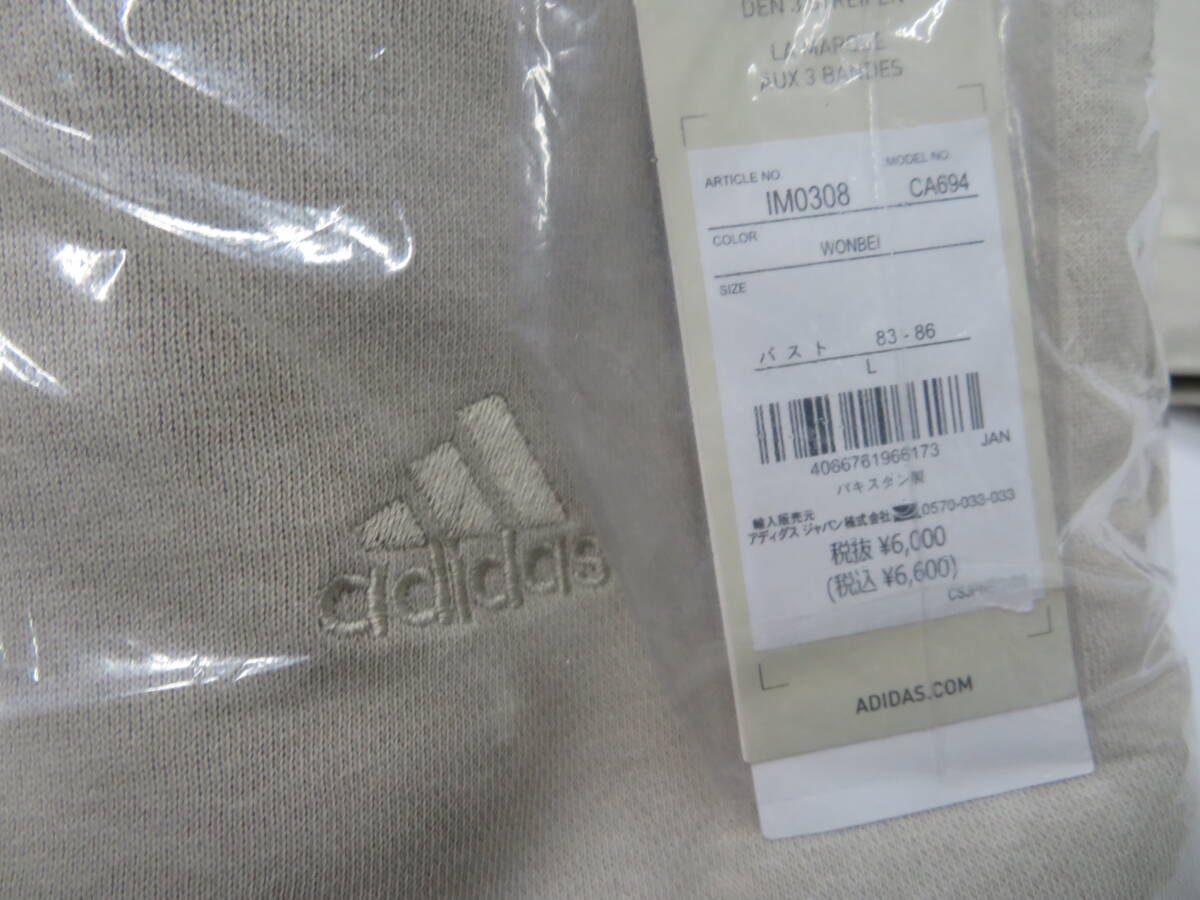 DEN 3 STREIFEN
LA MARQUE
AUX 3 BANDES
ARTICLE NO
MODEL NO.
IM0308
CA694
COLOR
WONBEI
SIZE
バスト 83 - 86
L
4066761966173
JAN
パキスタン製
輸入販売元
アディダス ジャパン株式会社 0570-033-033
税抜 ¥6,000
(税込 ¥6,600)
ADIDAS.COM
adidas